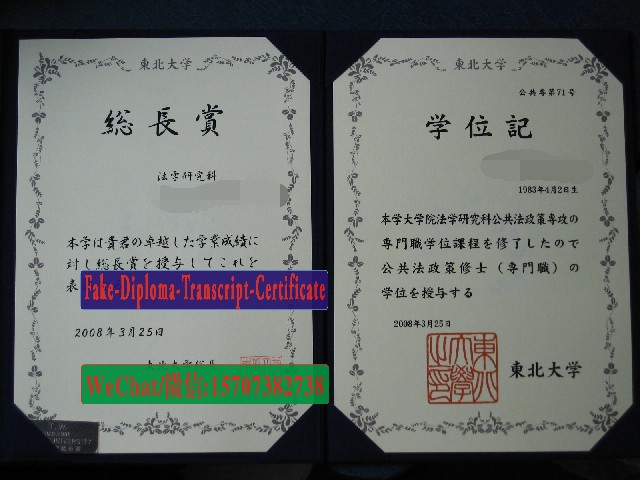 東北大学
総長賞
法学研究科
本学は貴君の卓越した学業成績に
対し総長賞を授与してこれを
表
Fake-Diploma-Transcript-Certificate
2008年3月25日
WeChat/微信:15707382738
UNIVERSITY
東北大学
公共専第71号
学位記
1983年4月2日生
本学大学院法学研究科公共法政策専攻の
専門職学位課程を修了したので
公共法政策修士(専門職)の
学位を授与する
2008年3月25日
東北大学